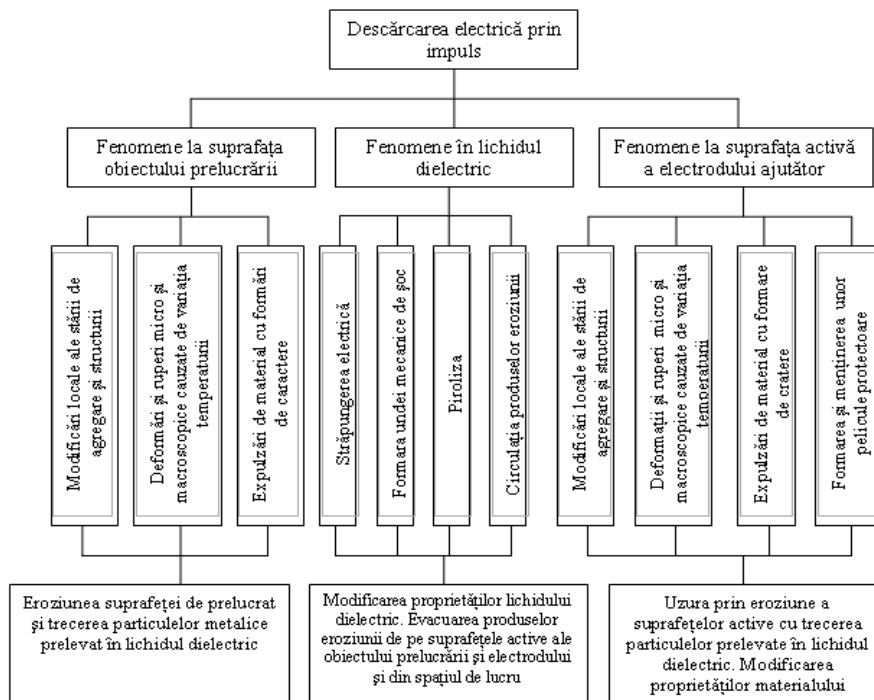 Descărcarea electrică prin
impuls
Fenomene la suprafața
obiectului prelucrării
Fenomene în lichidul
dielectric
Fenomene la suprafața activă
a electrodului ajutător
Modificări locale ale stării de
agregare și structurii
Deformări și ruperi micro și
macroscopice cauzate de variația
temperaturii
Expulzări de material cu formări
de caractere
Străpungerea electrică
Formara undei mecanice de șoc
Piroliza
Circulația produselor eroziunii
Modificări locale ale stării de
agregare și structurii
Deformații și ruperi micro și
macroscopice cauzate de variația
temperaturii
Expulzări de material cu formare
de cratere
Formarea și menținerea unor
pelicule protectoare
Eroziunea suprafeței de prelucrat
și trecerea particulelor metalice
prelevat în lichidul dielectric
Modificarea proprietăților lichidului
dielectric. Evacuarea produselor
eroziunii de pe suprafețele active ale
obiectului prelucrării și electrodului
și din spațiul de lucru
Uzura prin eroziune a
suprafețelor active cu trecerea
particulelor prelevate în lichidul
dielectric. Modificarea
proprietăților materialului